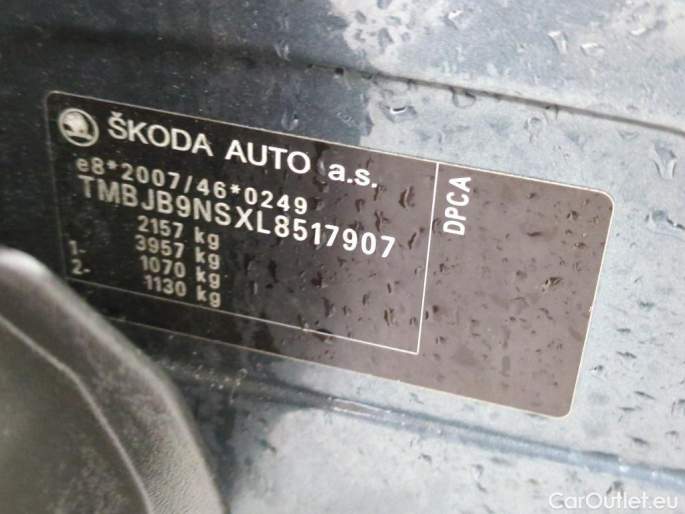 ŠKODA AUTO a.s.
e8*2007/46*0249
TMBJB9NSXL8517907
2157 kg
3957 kg
1- 1070 kg
2- 1130 kg
DPCA
CarOutlet.eu